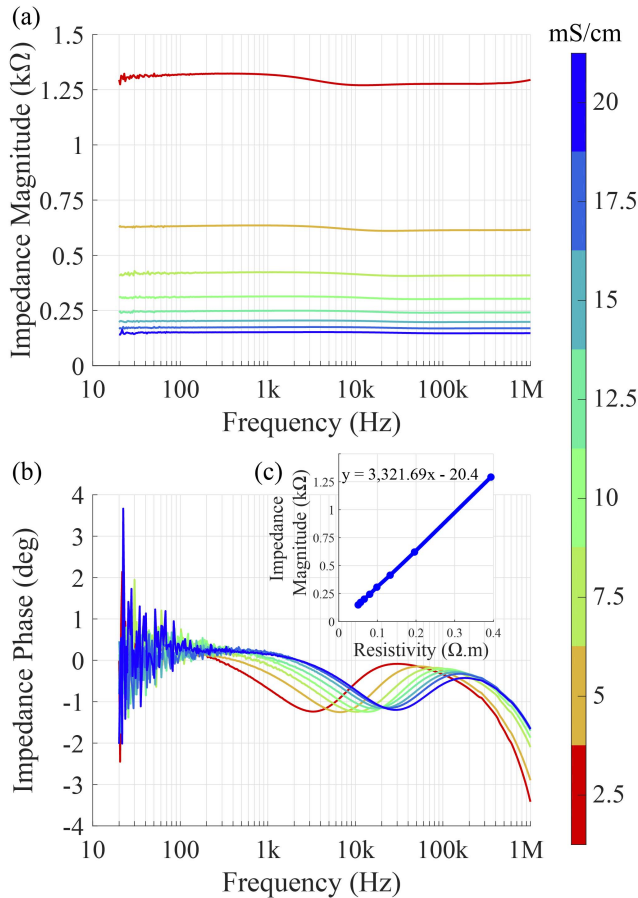 (a)
mS/cm
Impedance Magnitude (kΩ)
1.5
1.25
1
0.75
0.5
0.25
0
10 100 1k 10k 100k 1M
Frequency (Hz)
20
17.5
15
12.5
10
7.5
5
2.5
(b)
Impedance Phase (deg)
4
3
2
1
0
-1
-2
-3
-4
10 100 1k 10k 100k 1M
Frequency (Hz)
(c)
y = 3,321.69x - 20.4
Impedance
Magnitude (kΩ)
1.25
1
0.75
0.5
0.25
0
0 0.1 0.2 0.3 0.4
Resistivity (Ω.m)